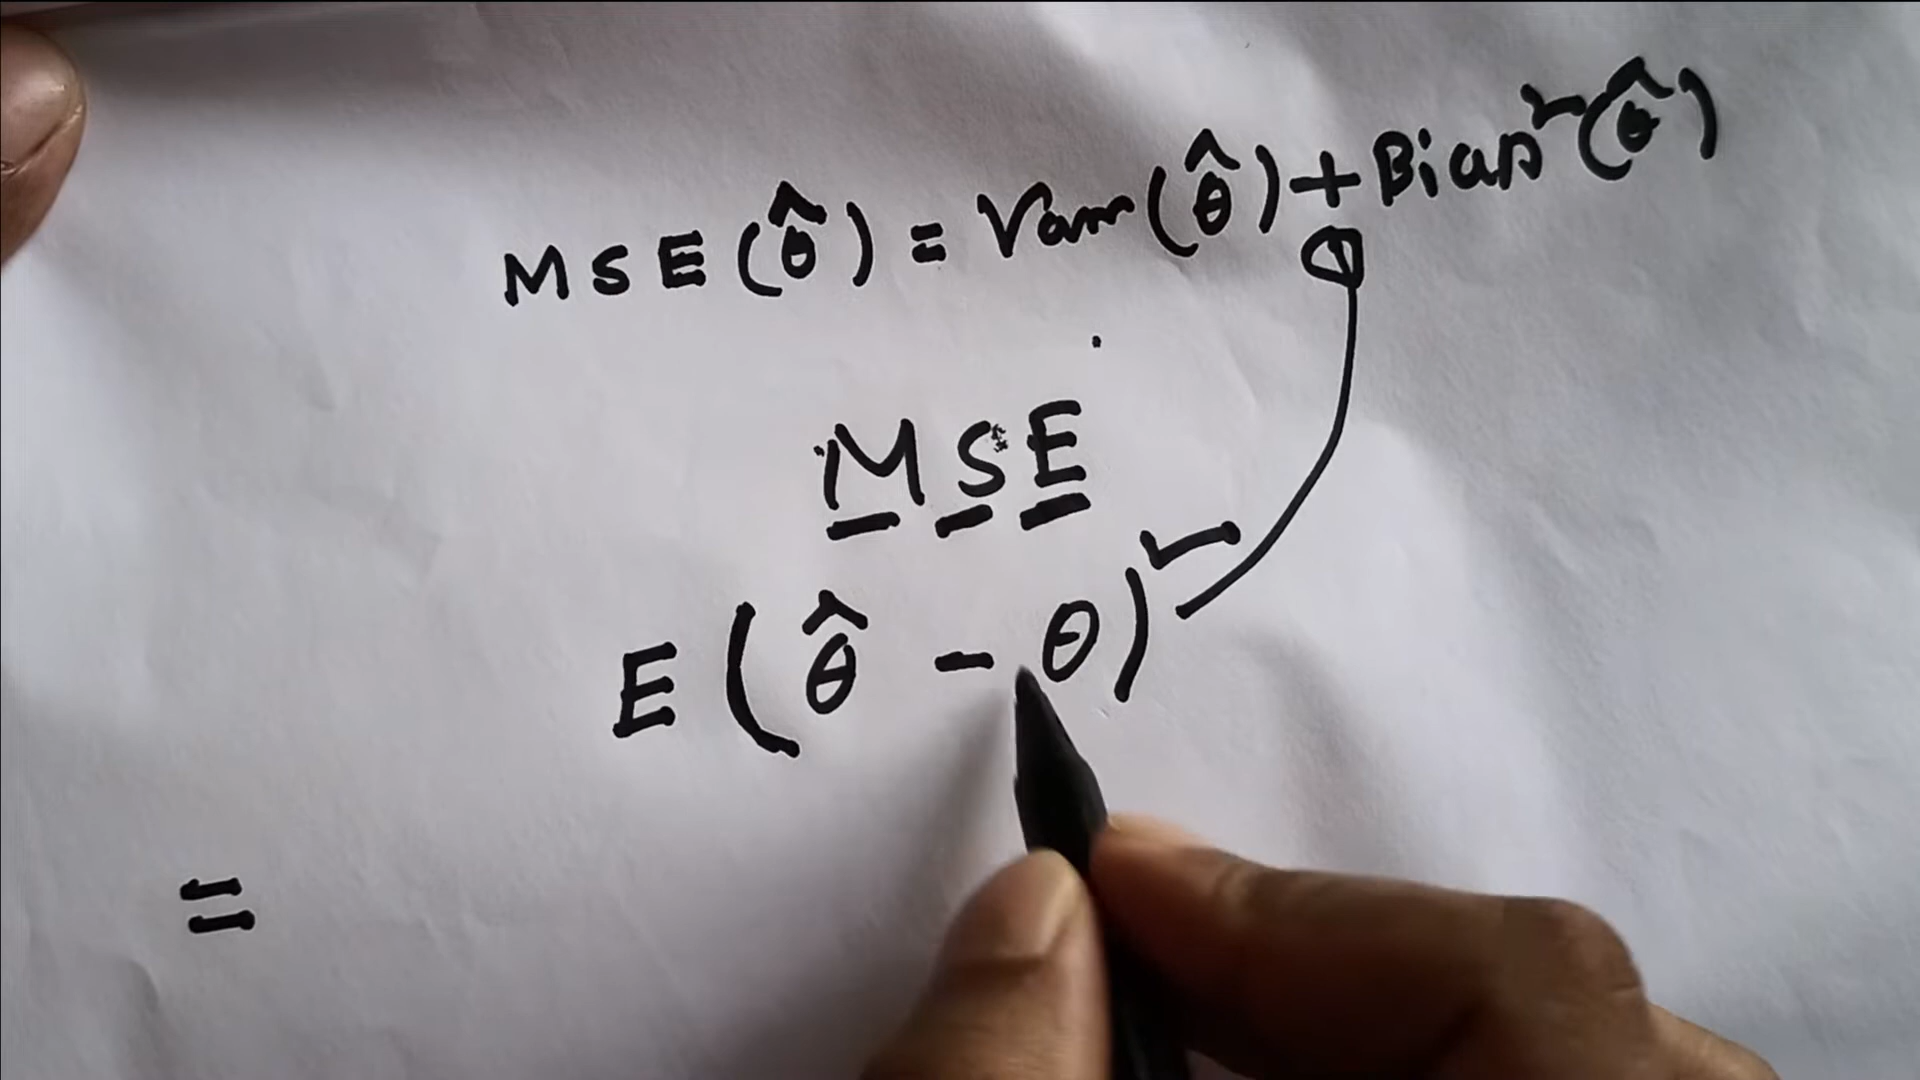 MSE(θ̂) = Var(θ̂) + Bias²(θ̂)
MSE
E(θ̂ - θ)²
=